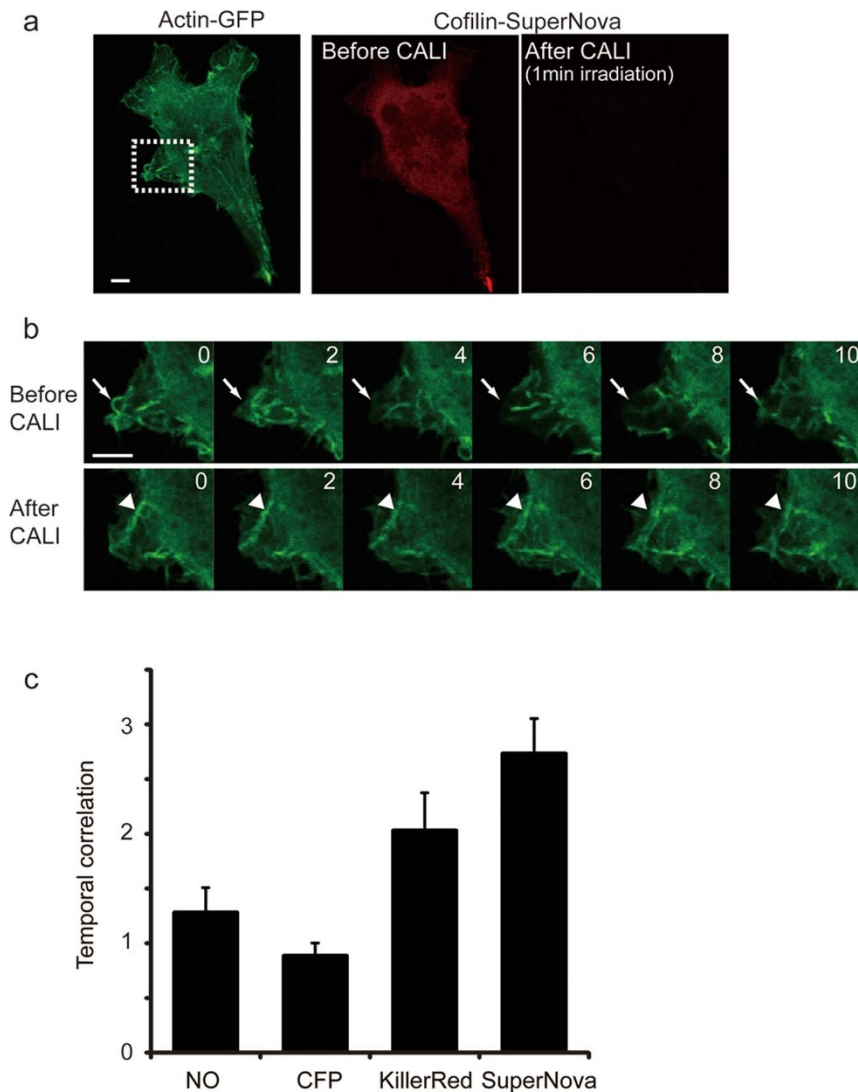 a
Actin-GFP
Cofilin-SuperNova
Before CALI
After CALI
(1min irradiation)
b
Before
CALI
0
2
4
6
8
10
After
CALI
0
2
4
6
8
10
c
Temporal correlation
3
2
1
0
NO
CFP
KillerRed
SuperNova